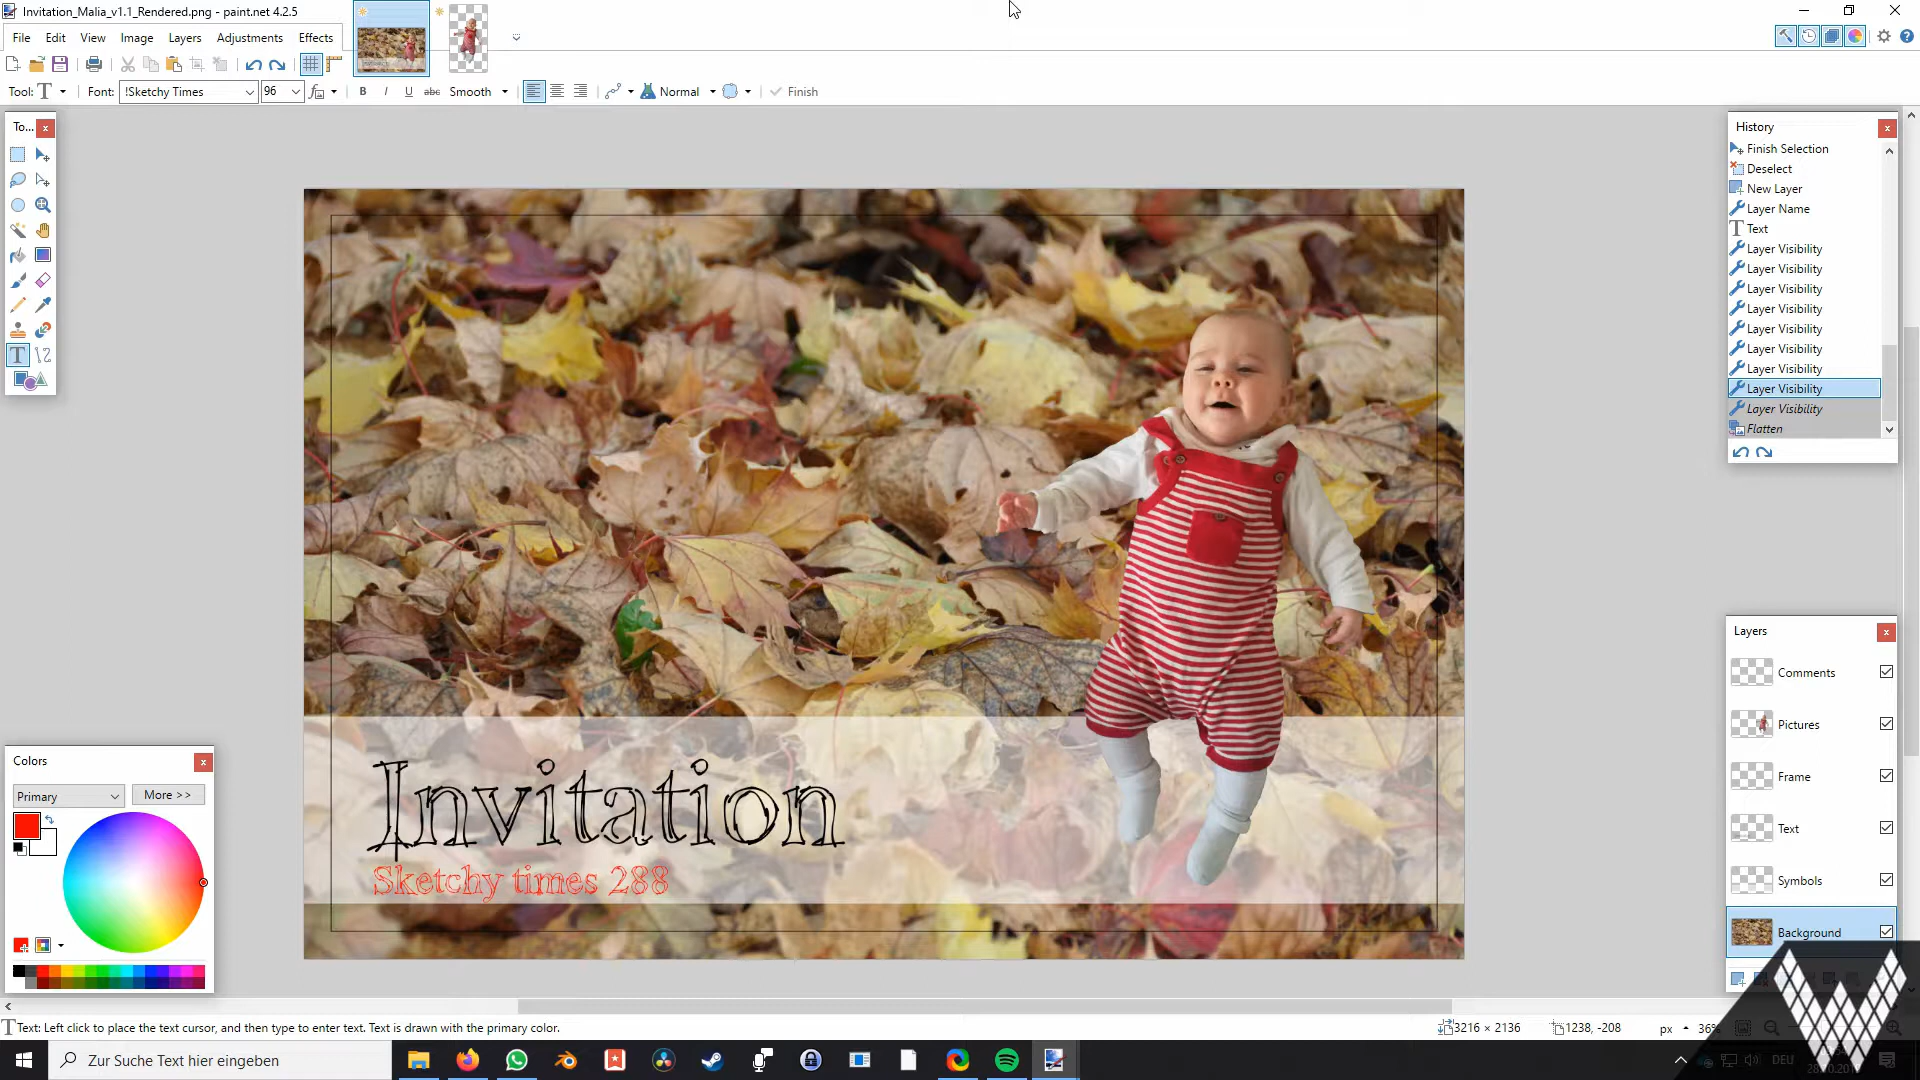 Invitation_Malia_v1.1_Rendered.png - paint.net 4.2.5
File Edit View Image Layers Adjustments Effects
Tool: T Font: !Sketchy Times 96 B I U abc Smooth Normal Finish
To...
History
Finish Selection
Deselect
New Layer
Layer Name
Text
Layer Visibility
Layer Visibility
Layer Visibility
Layer Visibility
Layer Visibility
Layer Visibility
Layer Visibility
Layer Visibility
Layer Visibility
Flatten
Layers
Comments
Pictures
Frame
Text
Symbols
Background
Colors
Primary More >>
Invitation
Sketchy times 288
Text: Left click to place the text cursor, and then type to enter text. Text is drawn with the primary color.
3216 × 2136 1238, -208 px 36%
Zur Suche Text hier eingeben
DEU